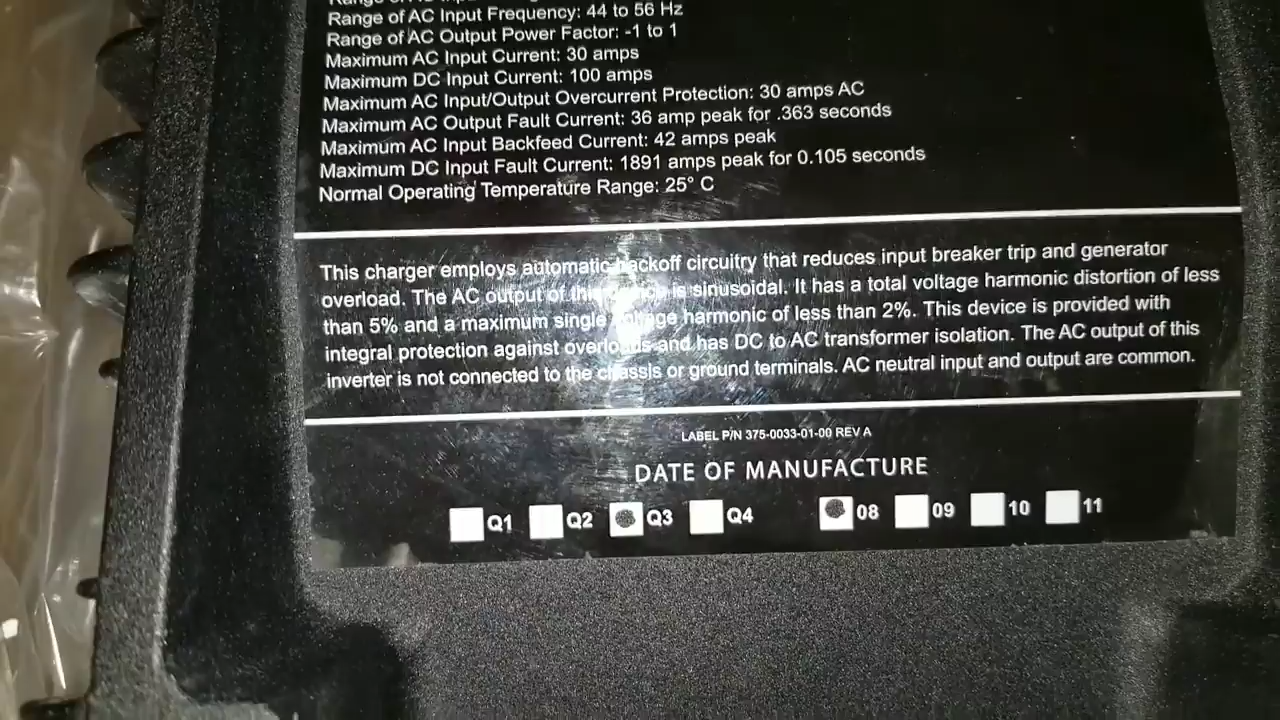 Range of AC Input Frequency: 44 to 56 Hz
Range of AC Output Power Factor: -1 to 1
Maximum AC Input Current: 30 amps
Maximum DC Input Current: 100 amps
Maximum AC Input/Output Overcurrent Protection: 30 amps AC
Maximum AC Output Fault Current: 36 amp peak for .363 seconds
Maximum AC Input Backfeed Current: 42 amps peak
Maximum DC Input Fault Current: 1891 amps peak for 0.105 seconds
Normal Operating Temperature Range: 25° C
This charger employs automatic backoff circuitry that reduces input breaker trip and generator
overload. The AC output of this device is sinusoidal. It has a total voltage harmonic distortion of less
than 5% and a maximum single voltage harmonic of less than 2%. This device is provided with
integral protection against overloads and has DC to AC transformer isolation. The AC output of this
inverter is not connected to the chassis or ground terminals. AC neutral input and output are common.
LABEL P/N 375-0033-01-00 REV A
DATE OF MANUFACTURE
Q1 Q2 Q3 Q4 08 09 10 11